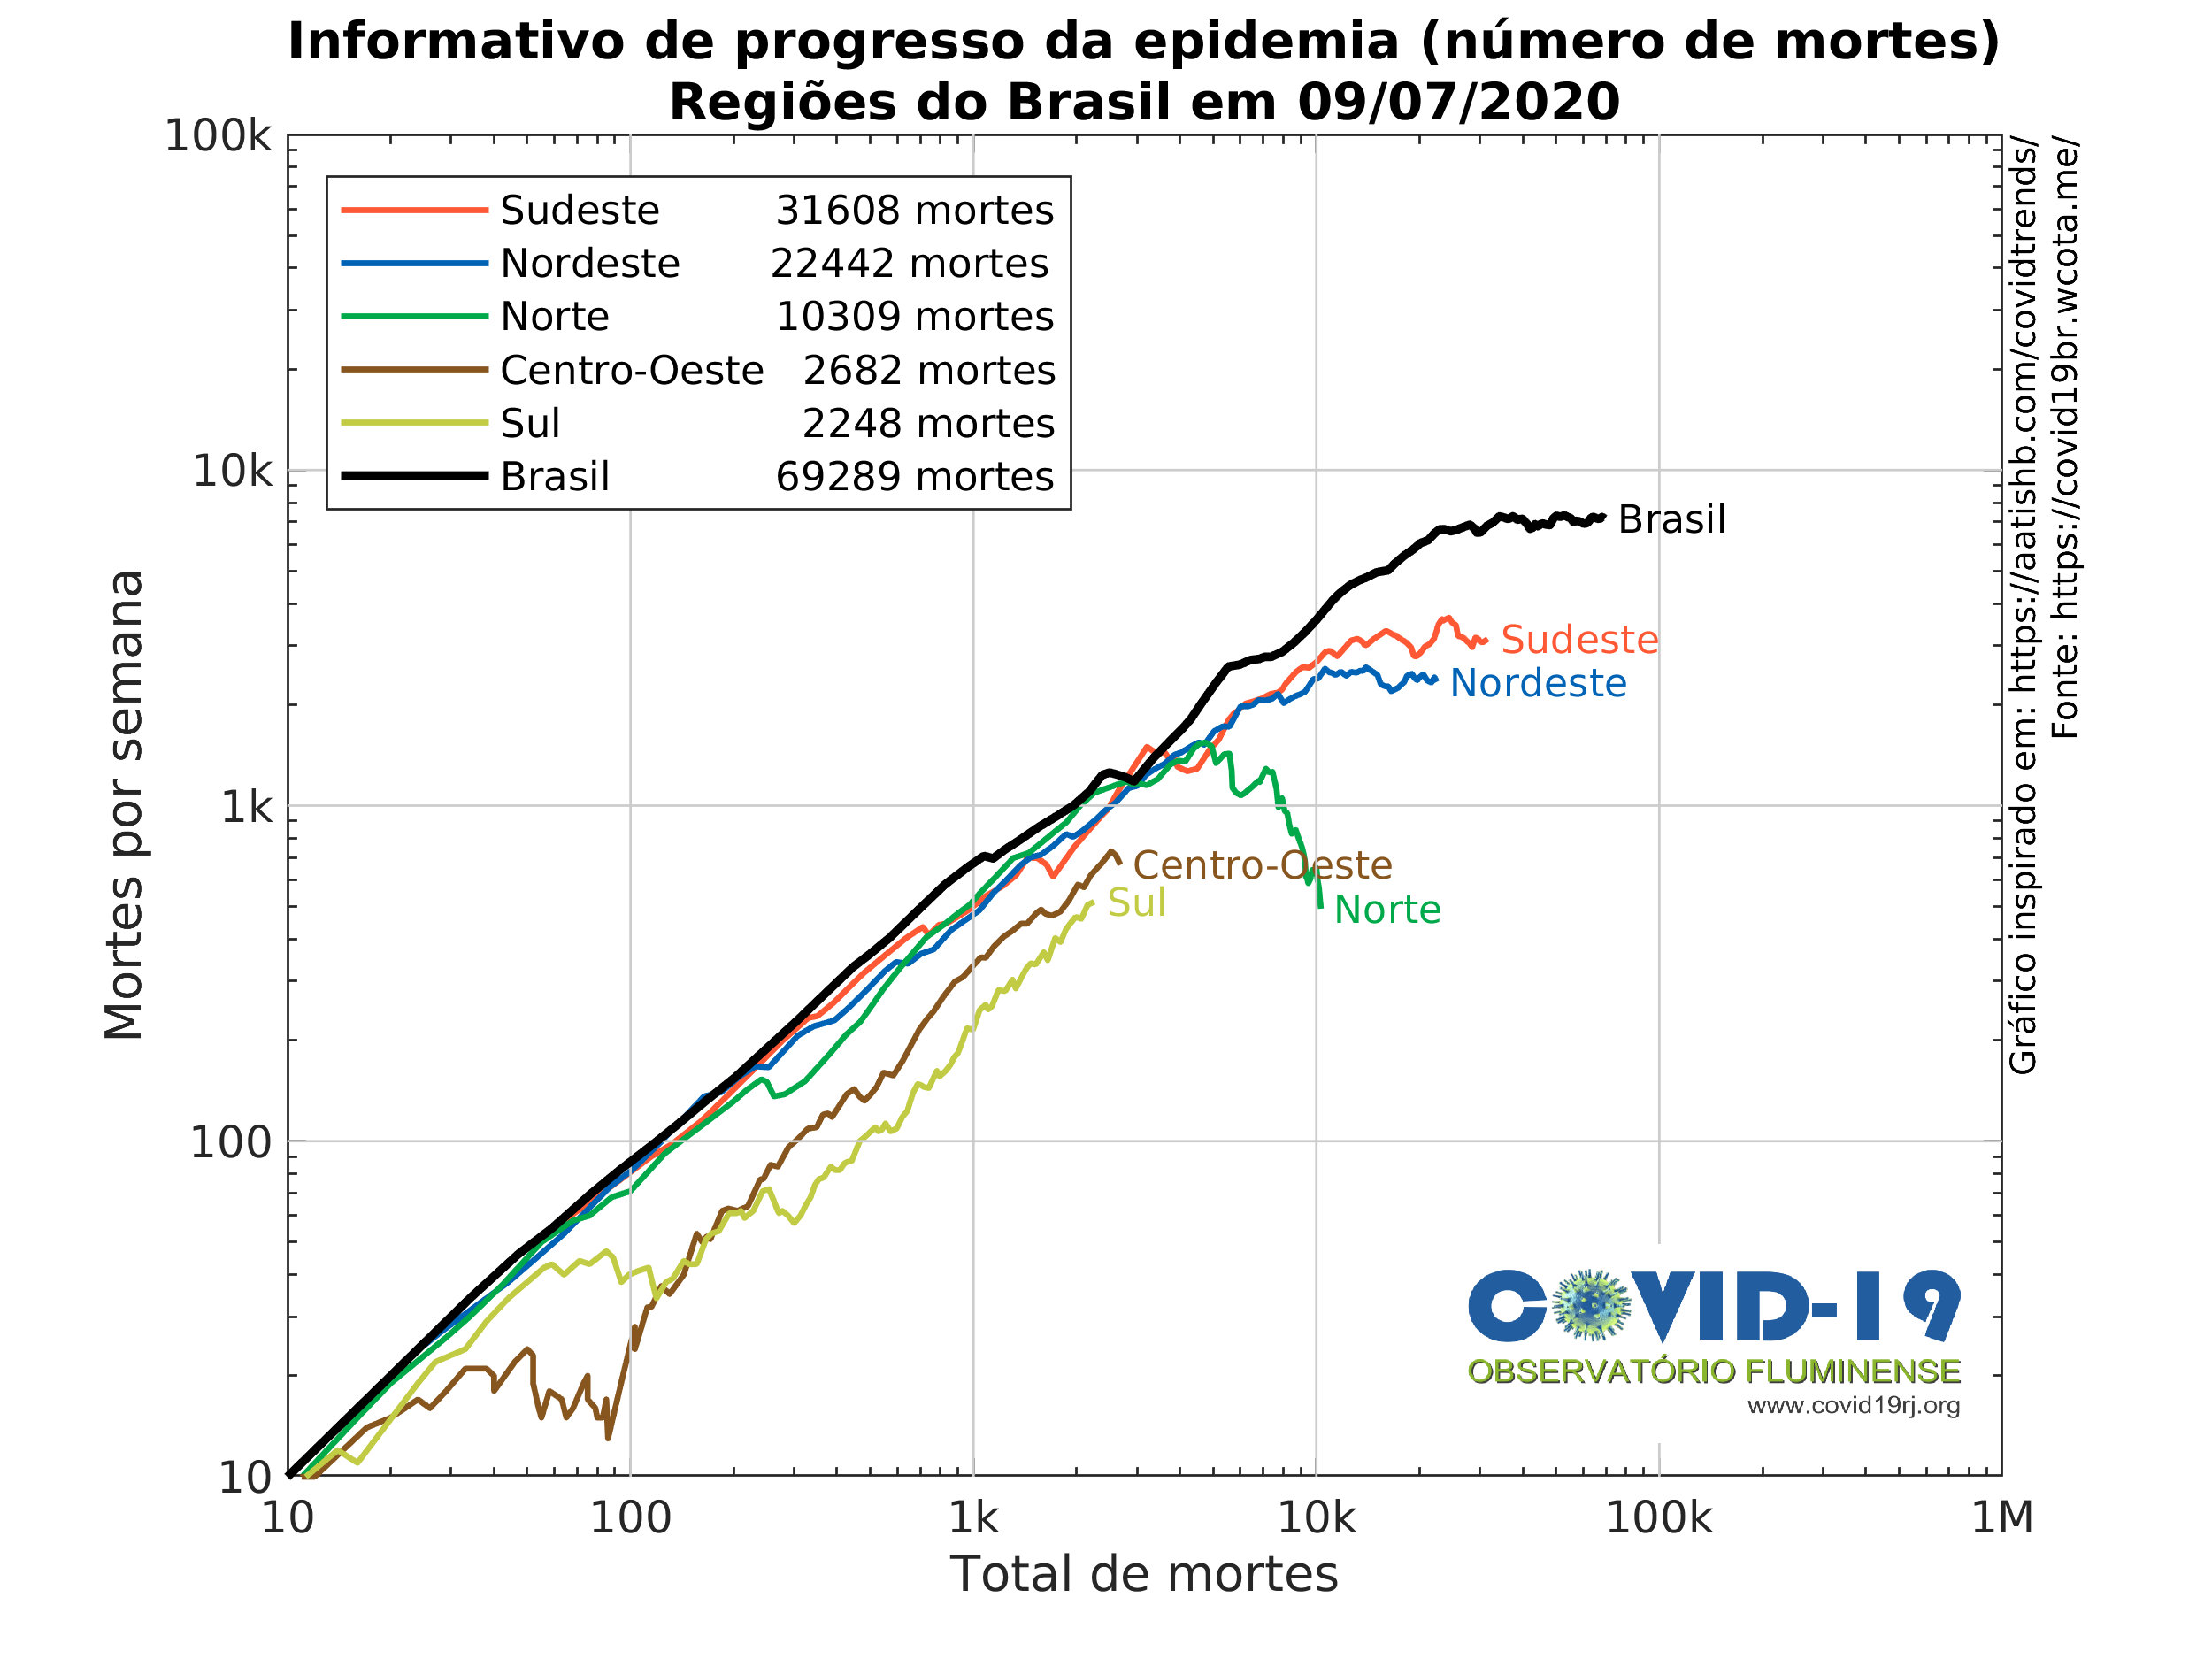 Informativo de progresso da epidemia (número de mortes)
Regiões do Brasil em 09/07/2020
100k
10k
1k
100
10
Mortes por semana
Sudeste 31608 mortes
Nordeste 22442 mortes
Norte 10309 mortes
Centro-Oeste 2682 mortes
Sul 2248 mortes
Brasil 69289 mortes
Brasil
Sudeste
Nordeste
Centro-Oeste
Sul
Norte
Gráfico inspirado em: https://aatishb.com/covidtrends/
Fonte: https://covid19br.wcota.me/
COVID-19
OBSERVATÓRIO FLUMINENSE
www.covid19rj.org
10 100 1k 10k 100k 1M
Total de mortes